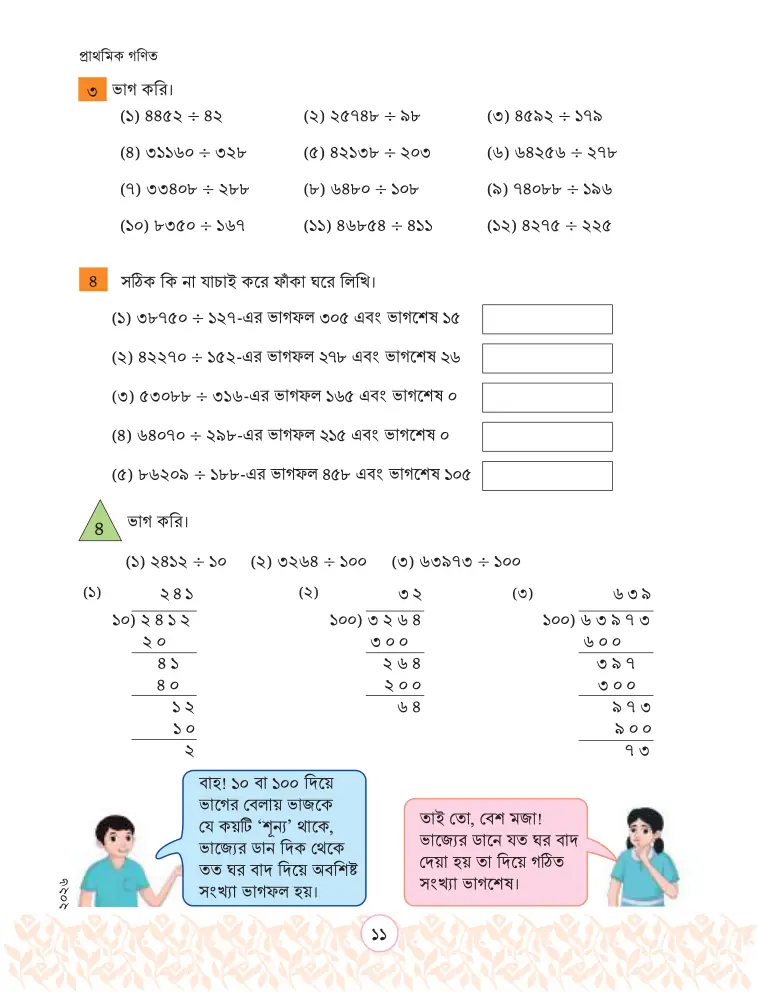 প্রাথমিক গণিত
৩ ভাগ করি।
(১) ৪৪৫২ ÷ ৪২ (২) ২৫৭৪৮ ÷ ৯৮ (৩) ৪৫৯২ ÷ ১৭৯
(৪) ৩১১৬০ ÷ ৩২৮ (৫) ৪২১৩৮ ÷ ২০৩ (৬) ৬৪২৫৬ ÷ ২৭৮
(৭) ৩৩৪০৮ ÷ ২৮৮ (৮) ৬৪৮০ ÷ ১০৮ (৯) ৭৪০৮৮ ÷ ১৯৬
(১০) ৮৩৫০ ÷ ১৬৭ (১১) ৪৬৮৫৪ ÷ ৪১১ (১২) ৪২৭৫ ÷ ২২৫
৪ সঠিক কি না যাচাই করে ফাঁকা ঘরে লিখি।
(১) ৩৮৭৫০ ÷ ১২৭-এর ভাগফল ৩০৫ এবং ভাগশেষ ১৫
(২) ৪২২৭০ ÷ ১৫২-এর ভাগফল ২৭৮ এবং ভাগশেষ ২৬
(৩) ৫৩০৮৮ ÷ ৩১৬-এর ভাগফল ১৬৫ এবং ভাগশেষ ০
(৪) ৬৪০৭০ ÷ ২৯৮-এর ভাগফল ২১৫ এবং ভাগশেষ ০
(৫) ৮৬২০৯ ÷ ১৮৮-এর ভাগফল ৪৫৮ এবং ভাগশেষ ১০৫
৪ ভাগ করি।
(১) ২৪১২ ÷ ১০ (২) ৩২৬৪ ÷ ১০০ (৩) ৬৩৯৭৩ ÷ ১০০
(১) ২৪১ (২) ৩২ (৩) ৬৩৯
১০) ২৪১২ ১০০) ৩২৬৪ ১০০) ৬৩৯৭৩
২০ ৩০০ ৬০০
৪১ ২৬৪ ৩৯৭
৪০ ২০০ ৩০০
১২ ৬৪ ৯৭৩
১০ ৯০০
২ ৭৩
বাহ! ১০ বা ১০০ দিয়ে
ভাগের বেলায় ভাজকে
যে কয়টি ‘শূন্য’ থাকে,
ভাজ্যের ডান দিক থেকে
তত ঘর বাদ দিয়ে অবশিষ্ট
সংখ্যা ভাগফল হয়।
তাই তো, বেশ মজা!
ভাজ্যের ডানে যত ঘর বাদ
দেয়া হয় তা দিয়ে গঠিত
সংখ্যা ভাগশেষ।
২০২৬
১১